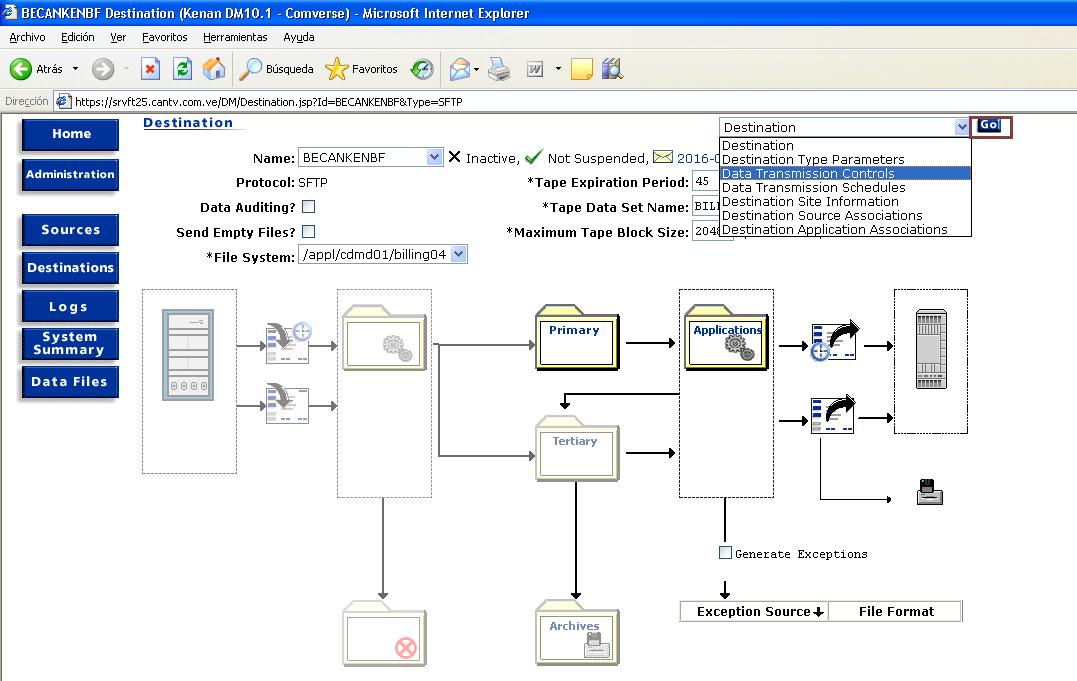 BECANKENBF Destination (Kenan DM10.1 - Comverse) - Microsoft Internet Explorer
Archivo Edición Ver Favoritos Herramientas Ayuda
Atrás Búsqueda Favoritos
Dirección https://srvft25.cantv.com.ve/DM/Destination.jsp?Id=BECANKENBF&Type=SFTP
Home
Administration
Sources
Destinations
Logs
System
Summary
Data Files
Destination
Destination Go!
Destination
Destination Type Parameters
Data Transmission Controls
Data Transmission Schedules
Destination Site Information
Destination Source Associations
Destination Application Associations
Name: BECANKENBF Inactive, Not Suspended, 2016-0
Protocol: SFTP *Tape Expiration Period: 45
Data Auditing? *Tape Data Set Name: BILL
Send Empty Files? *Maximum Tape Block Size: 2048
*File System: /appl/cdmd01/billing04
Primary Applications
Tertiary
Generate Exceptions
Exception Source File Format
Archives